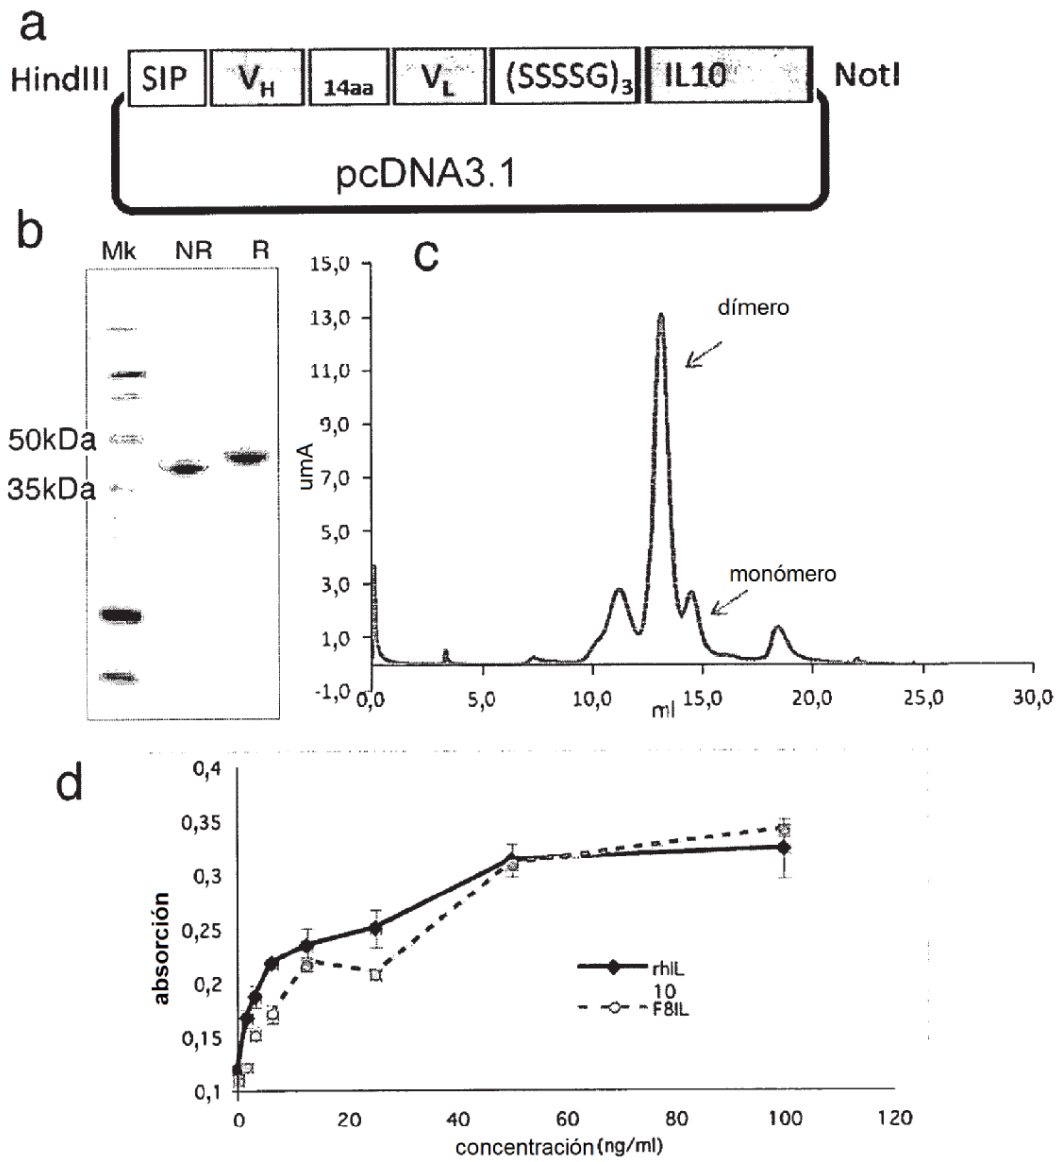 a
HindIII SIP VH 14aa VL (SSSSG)3 IL10 NotI
pcDNA3.1
b
Mk NR R
50kDa
35kDa
c
15,0
13,0
11,0
9,0
7,0
5,0
3,0
1,0
-1,0
umA
dímero
monómero
0,0 5,0 10,0 15,0 20,0 25,0 30,0
ml
d
0,4
0,35
0,3
0,25
0,2
0,15
0,1
absorción
rhIL
10
F8IL
0 20 40 60 80 100 120
concentración (ng/ml)